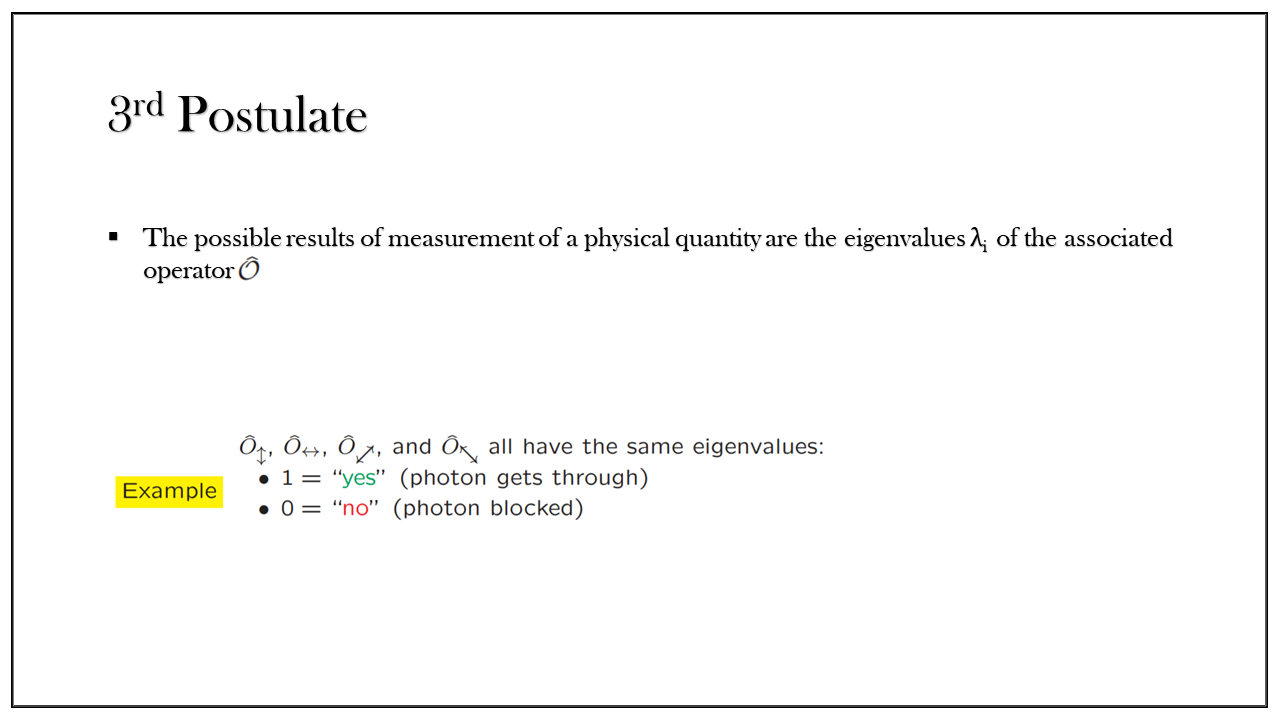 3rd Postulate
▪ The possible results of measurement of a physical quantity are the eigenvalues λi of the associated
operator Ô
Ô↕, Ô↔, Ô⤢, and Ô⤡ all have the same eigenvalues:
• 1 = “yes” (photon gets through)
Example
• 0 = “no” (photon blocked)